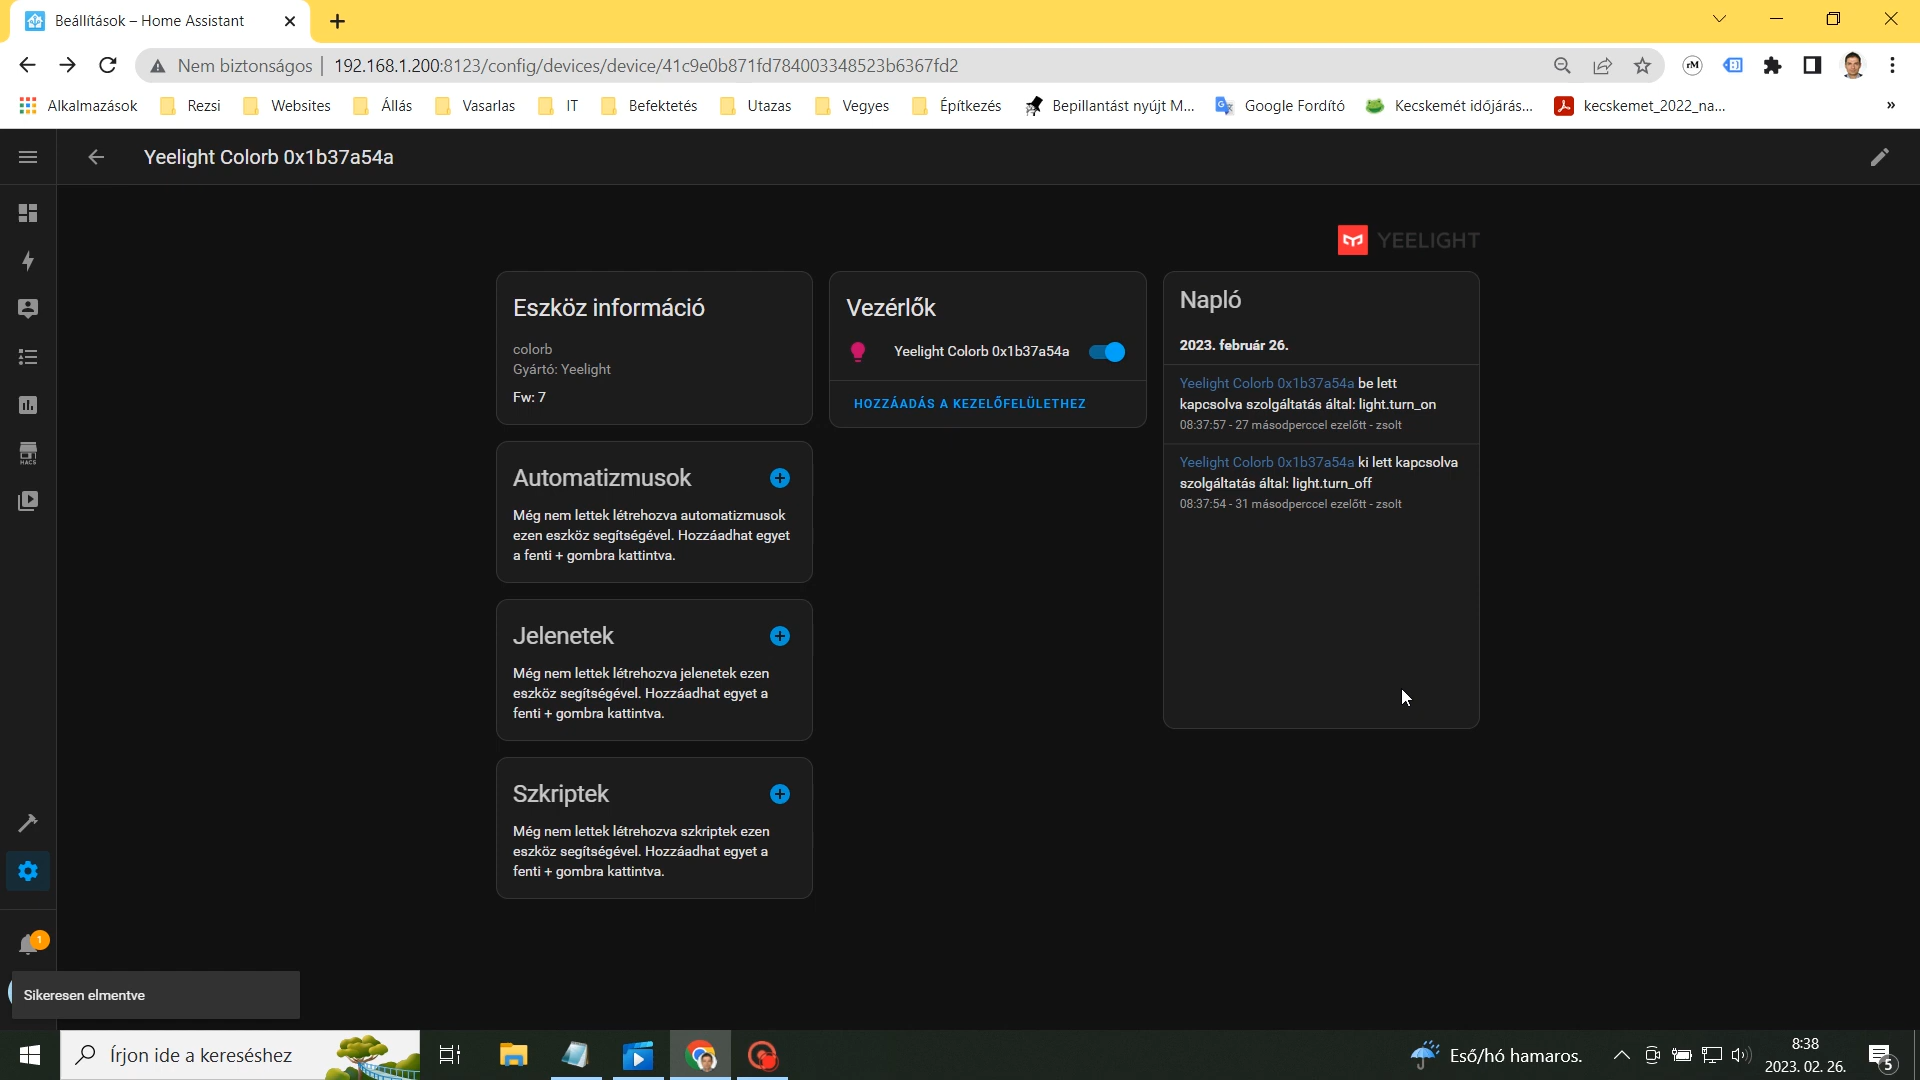 Beállítások – Home Assistant
Nem biztonságos
192.168.1.200:8123/config/devices/device/41c9e0b871fd784003348523b6367fd2
rM
Alkalmazások
Rezsi
Websites
Állás
Vasarlas
IT
Befektetés
Utazas
Vegyes
Építkezés
Bepillantást nyújt M...
Google Fordító
Kecskemét időjárás...
kecskemet_2022_na...
»
Yeelight Colorb 0x1b37a54a
YEELIGHT
Eszköz információ
colorb
Gyártó: Yeelight
Fw: 7
Automatizmusok
Még nem lettek létrehozva automatizmusok
ezen eszköz segítségével. Hozzáadhat egyet
a fenti + gombra kattintva.
Jelenetek
Még nem lettek létrehozva jelenetek ezen
eszköz segítségével. Hozzáadhat egyet a
fenti + gombra kattintva.
Szkriptek
Még nem lettek létrehozva szkriptek ezen
eszköz segítségével. Hozzáadhat egyet a
fenti + gombra kattintva.
Vezérlők
Yeelight Colorb 0x1b37a54a
HOZZÁADÁS A KEZELŐFELÜLETHEZ
Napló
2023. február 26.
Yeelight Colorb 0x1b37a54a be lett
kapcsolva szolgáltatás által: light.turn_on
08:37:57 - 27 másodperccel ezelőtt - zsolt
Yeelight Colorb 0x1b37a54a ki lett kapcsolva
szolgáltatás által: light.turn_off
08:37:54 - 31 másodperccel ezelőtt - zsolt
HACS
1
Sikeresen elmentve
Írjon ide a kereséshez
Eső/hó hamaros.
8:38
2023. 02. 26.
5